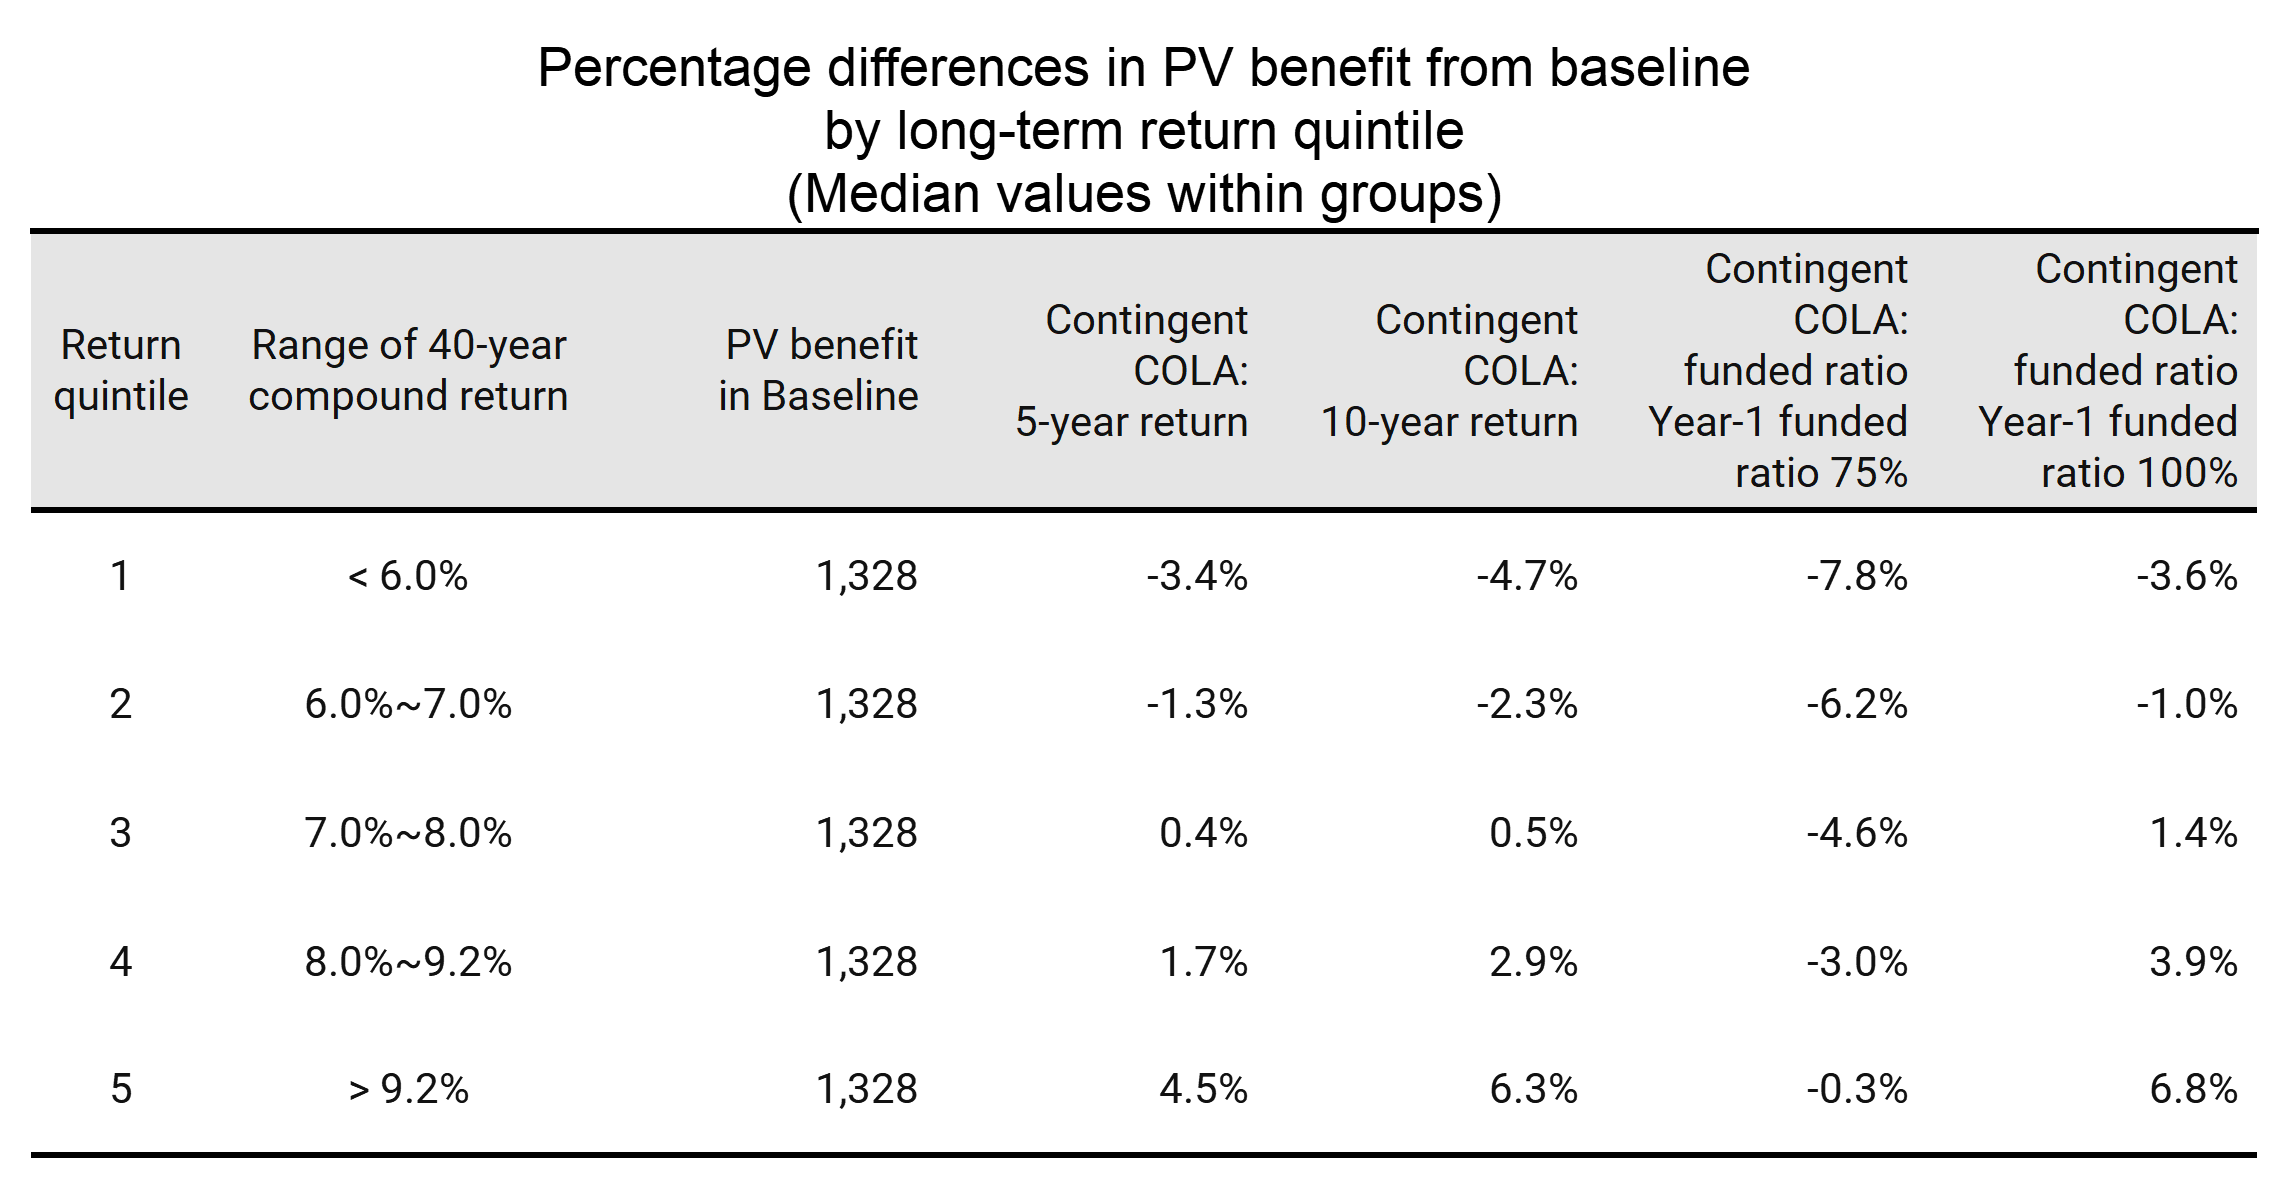 Percentage differences in PV benefit from baseline
by long-term return quintile
(Median values within groups)
Return quintile | Range of 40-year compound return | PV benefit in Baseline | Contingent COLA: 5-year return | Contingent COLA: 10-year return | Contingent COLA: funded ratio Year-1 funded ratio 75% | Contingent COLA: funded ratio Year-1 funded ratio 100%
1 < 6.0% 1,328 -3.4% -4.7% -7.8% -3.6%
2 6.0%~7.0% 1,328 -1.3% -2.3% -6.2% -1.0%
3 7.0%~8.0% 1,328 0.4% 0.5% -4.6% 1.4%
4 8.0%~9.2% 1,328 1.7% 2.9% -3.0% 3.9%
5 > 9.2% 1,328 4.5% 6.3% -0.3% 6.8%